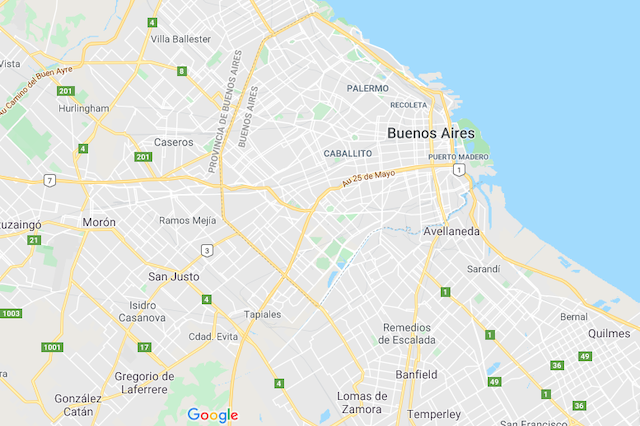 4
Villa Ballester
Vista
Au Camino del Buen Ayre
8
201
PROVINCIA DE BUENOS AIRES
BUENOS AIRES
PALERMO
RECOLETA
Hurlingham
Buenos Aires
4
Caseros
201
CABALLITO
PUERTO MADERO
7
Au 25 de Mayo
1
tuzaingó
Morón
Ramos Mejía
Avellaneda
21
3
San Justo
Sarandí
4
1
1003
Isidro
Casanova
Tapiales
Bernal
Cdad. Evita
Remedios
de Escalada
4
Quilmes
1001
17
49
Gregorio de
Laferrere
4
Banfield
49
36
González
Catán
Lomas de
Zamora
36
Google
Temperley
San Francisco